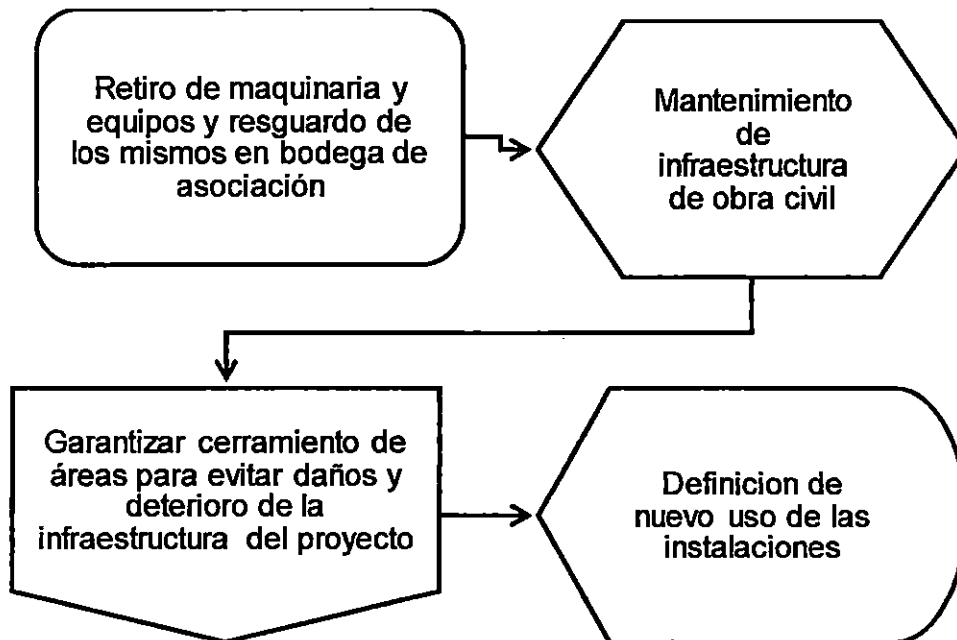 Retiro de maquinaria y
equipos y resguardo de
los mismos en bodega de
asociación
Mantenimiento
de
infraestructura
de obra civil
Garantizar cerramiento de
áreas para evitar daños y
deterioro de la
infraestructura del proyecto
Definicion de
nuevo uso de las
instalaciones